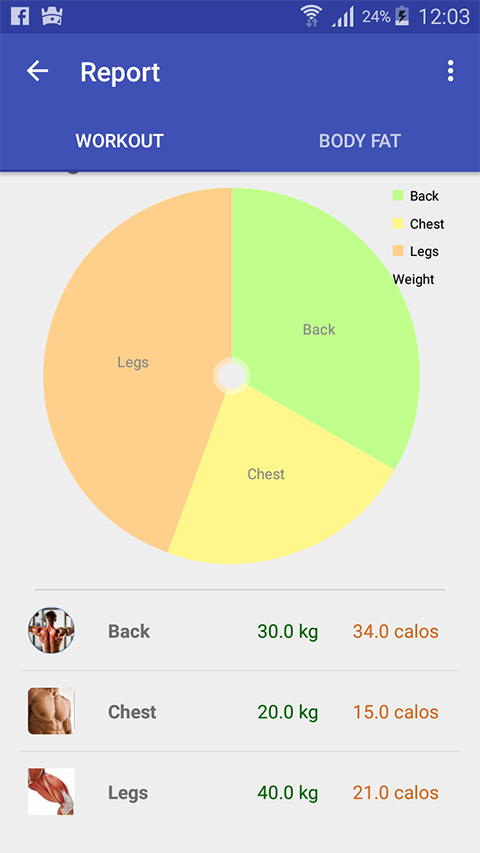 24% 12:03
Report
WORKOUT BODY FAT
Back
Chest
Legs
Weight
Back
Legs
Chest
Back 30.0 kg 34.0 calos
Chest 20.0 kg 15.0 calos
Legs 40.0 kg 21.0 calos